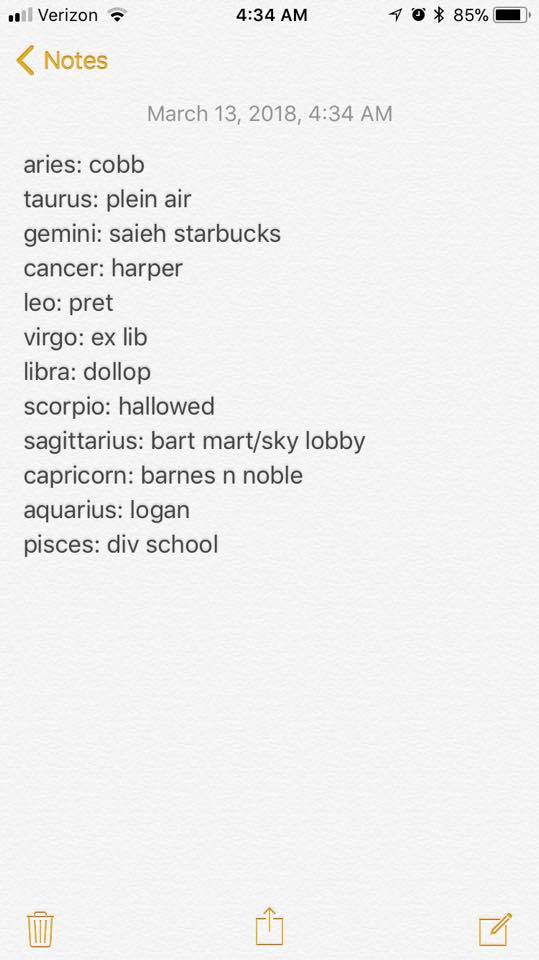 Verizon 4:34 AM 85%
Notes
March 13, 2018, 4:34 AM
aries: cobb
taurus: plein air
gemini: saieh starbucks
cancer: harper
leo: pret
virgo: ex lib
libra: dollop
scorpio: hallowed
sagittarius: bart mart/sky lobby
capricorn: barnes n noble
aquarius: logan
pisces: div school